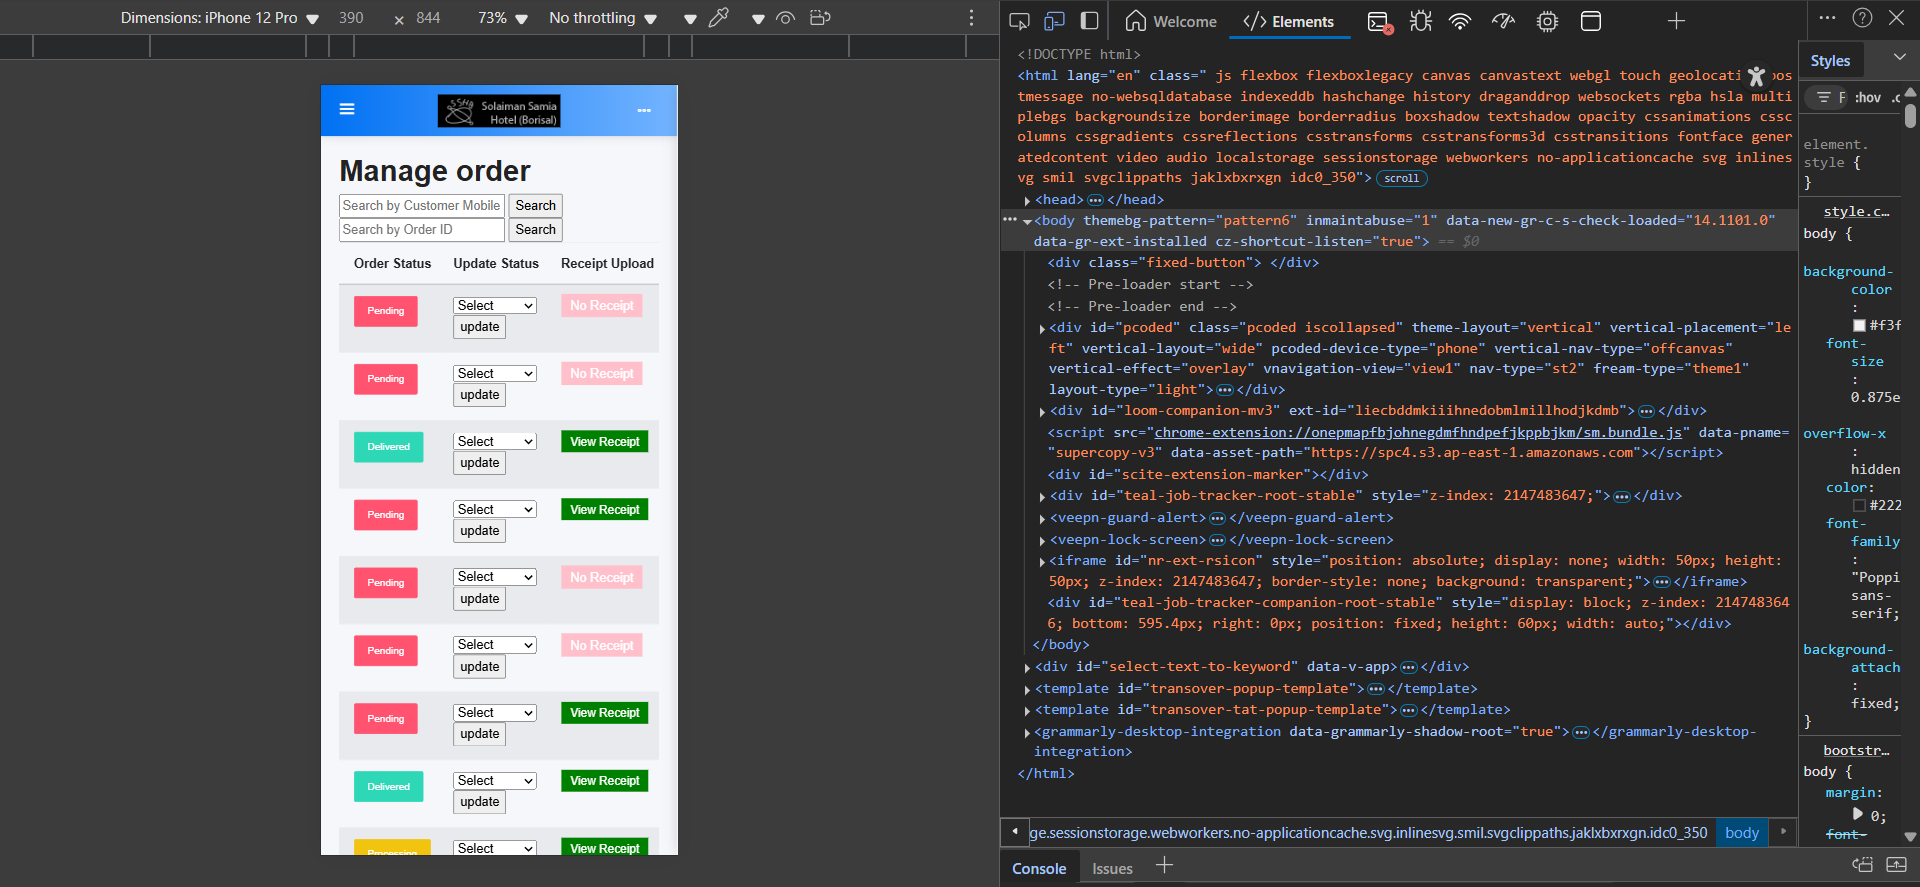 Dimensions: iPhone 12 Pro 390 × 844 73% No throttling
Solaiman Samia
Hotel (Borisal)
Manage order
Search by Customer Mobile Search
Search by Order ID Search
Order Status Update Status Receipt Upload
Pending Select No Receipt
update
Pending Select No Receipt
update
Delivered Select View Receipt
update
Pending Select View Receipt
update
Pending Select No Receipt
update
Pending Select No Receipt
update
Pending Select View Receipt
update
Delivered Select View Receipt
update
Processing Select View Receipt
Welcome </> Elements
<!DOCTYPE html>
<html lang="en" class=" js flexbox flexboxlegacy canvas canvastext webgl touch geolocati os
tmessage no-websqldatabase indexeddb hashchange history draganddrop websockets rgba hsla multi
plebgs backgroundsize borderimage borderradius boxshadow textshadow opacity cssanimations cssc
olumns cssgradients cssreflections csstransforms csstransforms3d csstransitions fontface gener
atedcontent video audio localstorage sessionstorage webworkers no-applicationcache svg inlines
vg smil svgclippaths jaklxbxrxgn idc0_350"> scroll
<head> ••• </head>
<body themebg-pattern="pattern6" inmaintabuse="1" data-new-gr-c-s-check-loaded="14.1101.0"
data-gr-ext-installed cz-shortcut-listen="true"> == $0
<div class="fixed-button"> </div>
<!-- Pre-loader start -->
<!-- Pre-loader end -->
<div id="pcoded" class="pcoded iscollapsed" theme-layout="vertical" vertical-placement="le
ft" vertical-layout="wide" pcoded-device-type="phone" vertical-nav-type="offcanvas"
vertical-effect="overlay" vnavigation-view="view1" nav-type="st2" fream-type="theme1"
layout-type="light"> ••• </div>
<div id="loom-companion-mv3" ext-id="liecbddmkiiihnedobmlmillhodjkdmb"> ••• </div>
<script src="chrome-extension://onepmapfbjohnegdmfhndpefjkppbjkm/sm.bundle.js" data-pname=
"supercopy-v3" data-asset-path="https://spc4.s3.ap-east-1.amazonaws.com"></script>
<div id="scite-extension-marker"></div>
<div id="teal-job-tracker-root-stable" style="z-index: 2147483647;"> ••• </div>
<veepn-guard-alert> ••• </veepn-guard-alert>
<veepn-lock-screen> ••• </veepn-lock-screen>
<iframe id="nr-ext-rsicon" style="position: absolute; display: none; width: 50px; height:
50px; z-index: 2147483647; border-style: none; background: transparent;"> ••• </iframe>
<div id="teal-job-tracker-companion-root-stable" style="display: block; z-index: 214748364
6; bottom: 595.4px; right: 0px; position: fixed; height: 60px; width: auto;"></div>
</body>
<div id="select-text-to-keyword" data-v-app> ••• </div>
<template id="transover-popup-template"> ••• </template>
<template id="transover-tat-popup-template"> ••• </template>
<grammarly-desktop-integration data-grammarly-shadow-root="true"> ••• </grammarly-desktop-
integration>
</html>
ge.sessionstorage.webworkers.no-applicationcache.svg.inlinesvg.smil.svgclippaths.jaklxbxrxgn.idc0_350 body
Console Issues
Styles
F :hov .c
element.
style {
}
style.c…
body {
background-
color
:
#f3f
font-
size
:
0.875e
overflow-x
:
hidden
color:
#222
font-
family
:
"Poppi
sans-
serif;
background-
attach
:
fixed;
}
bootstr…
body {
margin:
0;
font-